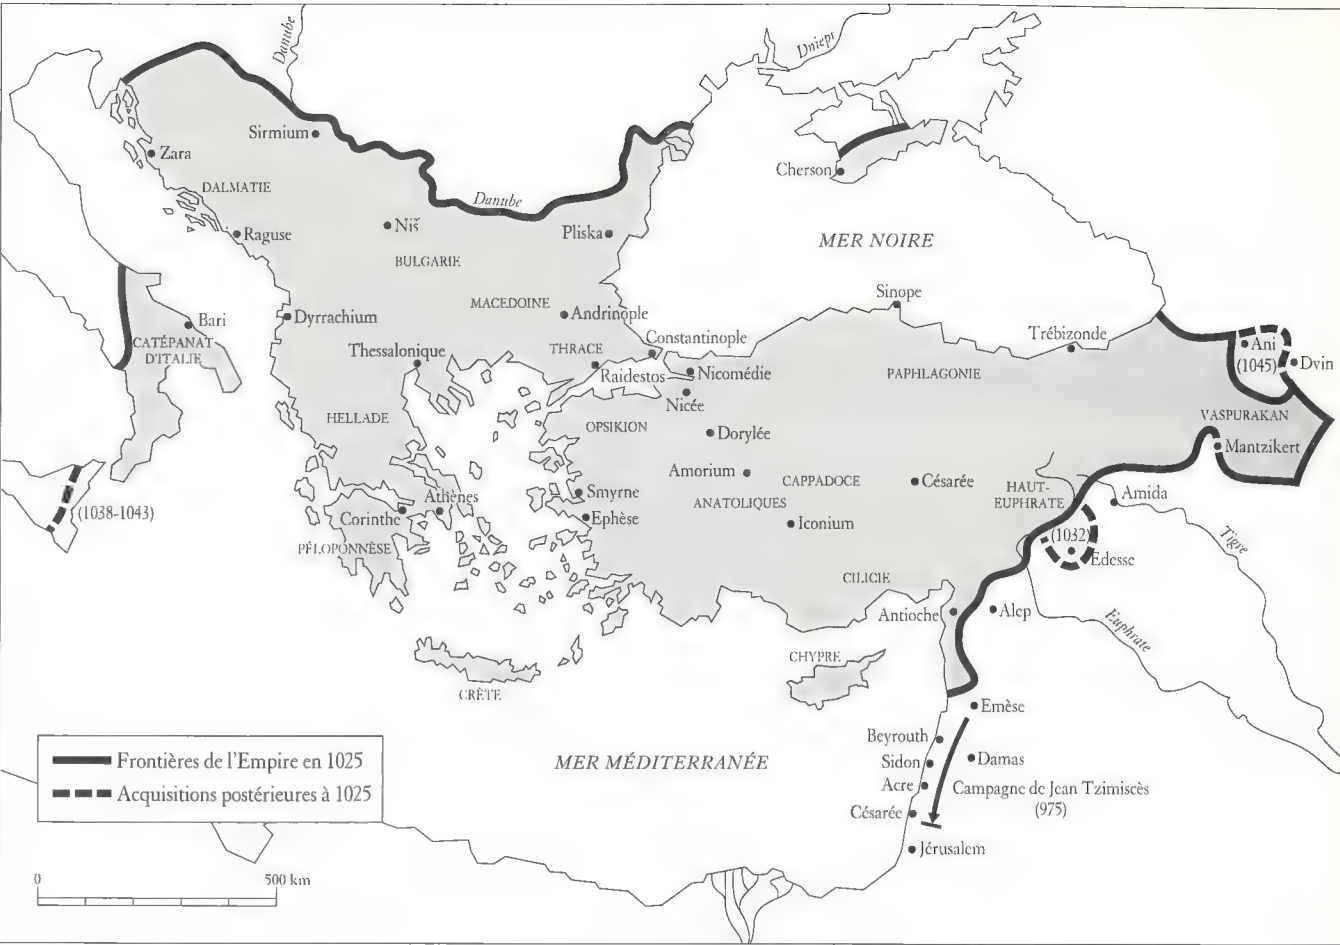 Danube
Dniepr
Sirmium
Zara
DALMATIE
Danube
Cherson
Raguse
Niš
Pliska
MER NOIRE
BULGARIE
Sinope
MACEDOINE
Andrinople
Bari
Dyrrachium
Constantinople
Trébizonde
Ani
(1045)
Dvin
CATÉPANAT
D'ITALIE
Thessalonique
THRACE
Raidestos
Nicomédie
PAPHLAGONIE
Nicée
VASPURAKAN
HELLADE
OPSIKION
Dorylée
Mantzikert
Amorium
CAPPADOCE
Césarée
HAUT-
EUPHRATE
Amida
Smyrne
Athènes
ANATOLIQUES
(1038-1043)
Corinthe
Ephèse
Iconium
(1032)
Edesse
Tigre
PÉLOPONNÈSE
CILICIE
Antioche
Alep
Euphrate
CHYPRE
CRÈTE
Emèse
Beyrouth
MER MÉDITERRANÉE
Sidon
Damas
Acre
Campagne de Jean Tzimiscès
(975)
Césarée
Jérusalem
Frontières de l'Empire en 1025
Acquisitions postérieures à 1025
0
500 km